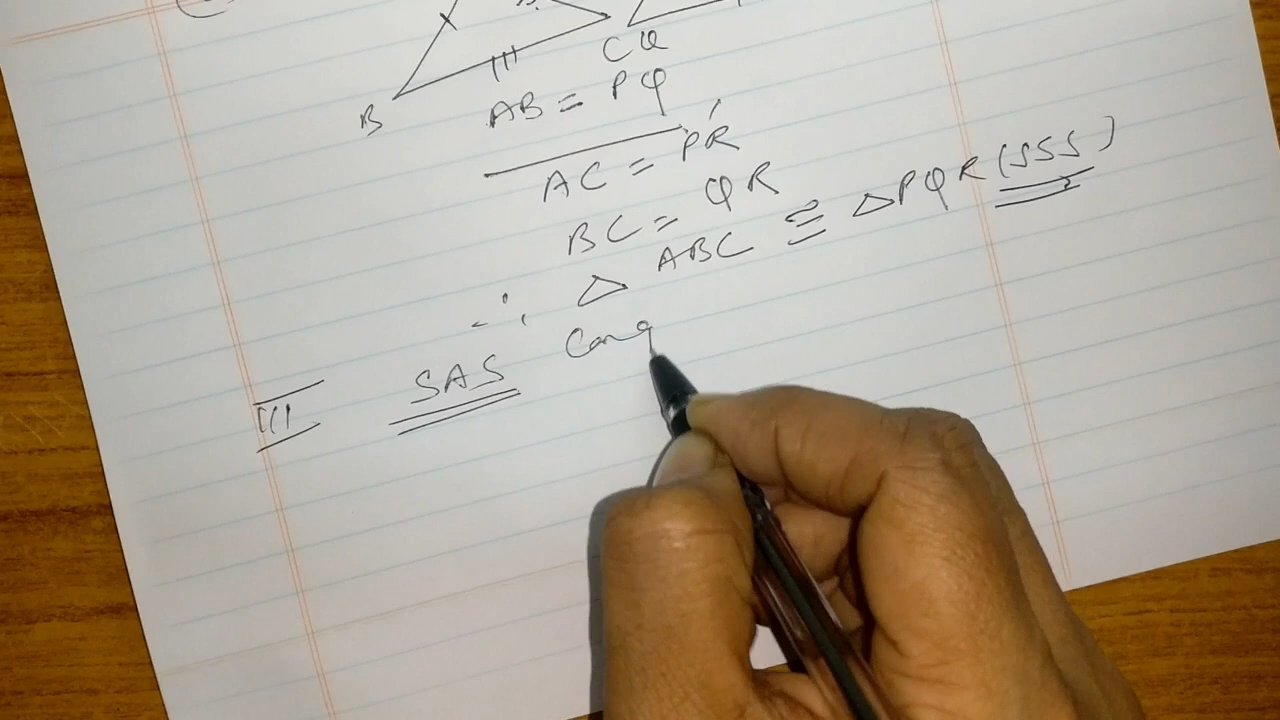 B C Q
AB = PQ
AC = PR
BC = QR
∴ △ ABC ≅ △PQR (SSS)
III SAS Cong